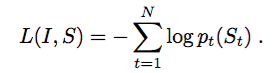 L(I, S) = − ∑_{t=1}^{N} log p_t(S_t) .